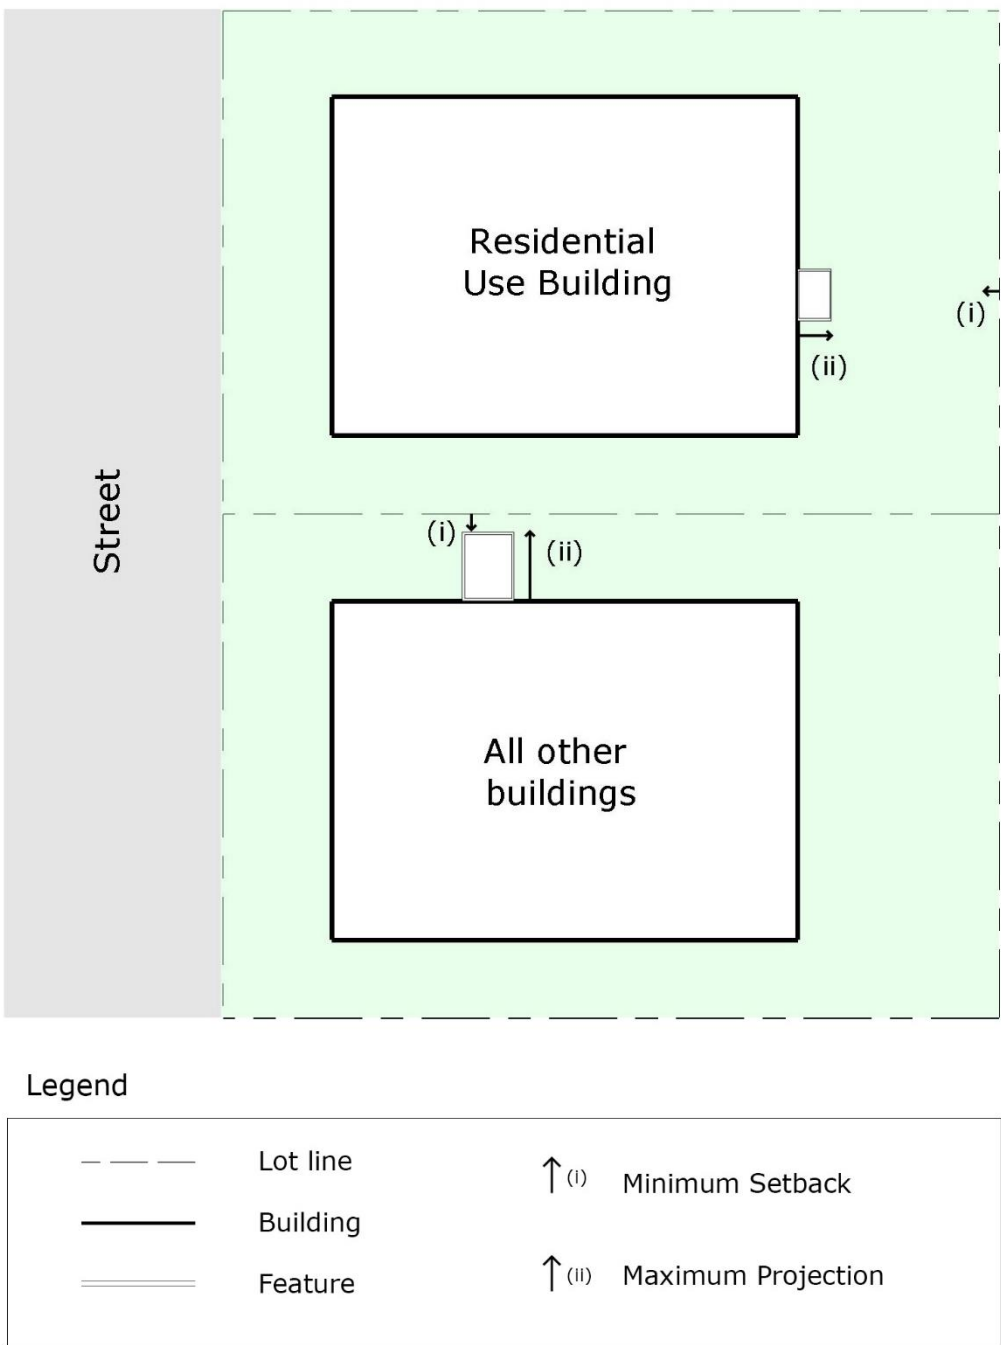 Residential
Use Building
(i)
(ii)
Street
(i)
(ii)
All other
buildings
Legend
Lot line
(i) Minimum Setback
Building
Feature
(ii) Maximum Projection